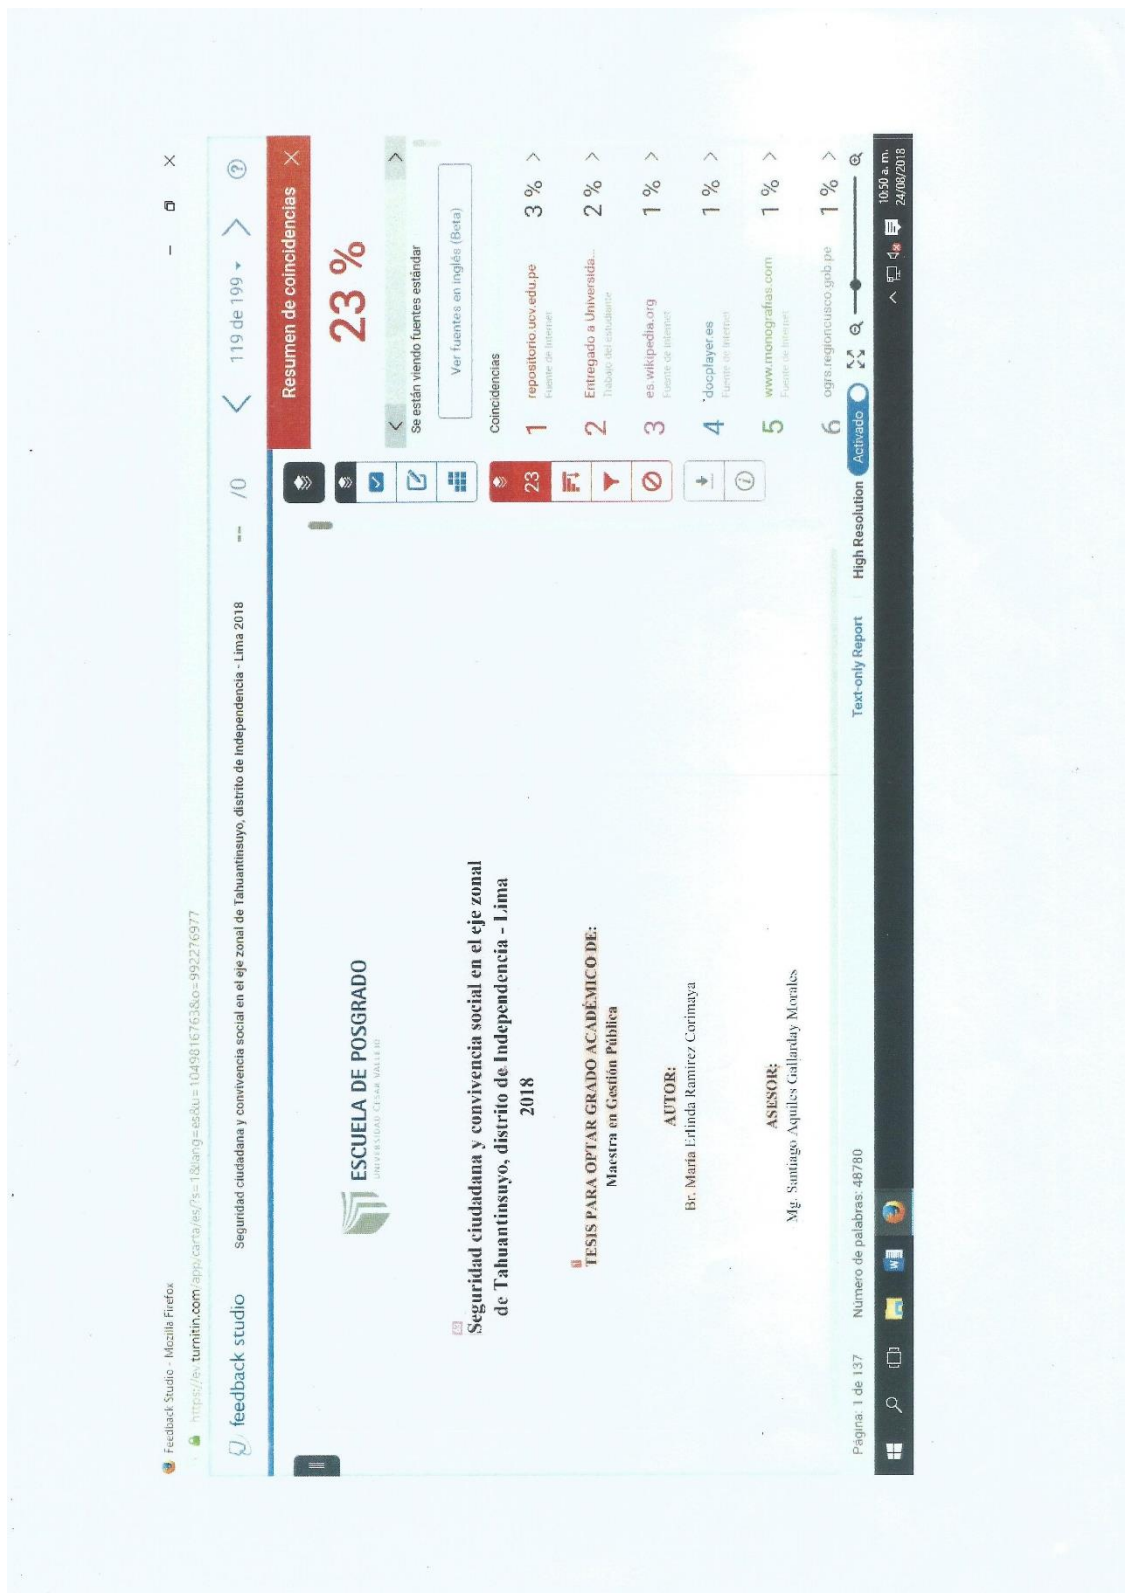 Feedback Studio - Mozilla Firefox
https://ev.turnitin.com/app/carta/es/?s=1&lang=es&u=1049816763&o=992276977
feedback studio
Seguridad ciudadana y convivencia social en el eje zonal de Tahuantinsuyo, distrito de Independencia - Lima 2018
-- /0
119 de 199
?
ESCUELA DE POSGRADO
UNIVERSIDAD CESAR VALLEJO
Seguridad ciudadana y convivencia social en el eje zonal
de Tahuantinsuyo, distrito de Independencia - Lima
2018
TESIS PARA OPTAR GRADO ACADÉMICO DE:
Maestra en Gestión Pública
AUTOR:
Br. María Erlinda Ramirez Corimaya
ASESOR:
Mg. Santiago Aquiles Gallarday Morales
23
Resumen de coincidencias
23 %
Se están viendo fuentes estándar
Ver fuentes en inglés (Beta)
Coincidencias
1 repositorio.ucv.edu.pe 3 %
Fuente de Internet
2 Entregado a Universida... 2 %
Trabajo del estudiante
3 es.wikipedia.org 1 %
Fuente de Internet
4 docplayer.es 1 %
Fuente de Internet
5 www.monografias.com 1 %
Fuente de Internet
6 ogrs.regioncusco.gob.pe 1 %
Página: 1 de 137
Número de palabras: 48780
Text-only Report
High Resolution
Activado
10:50 a. m.
24/08/2018